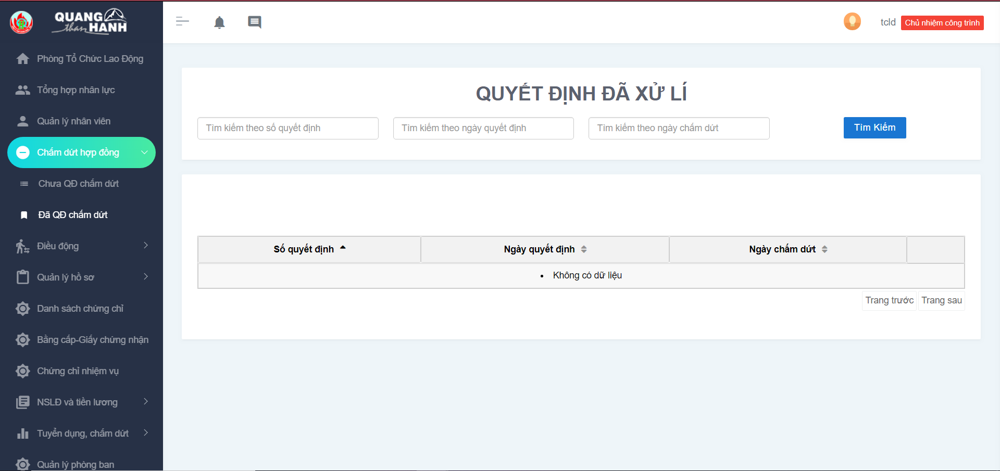 QUANG
than HANH
tcld Chủ nhiệm công trình
Phòng Tổ Chức Lao Động
Tổng hợp nhân lực
Quản lý nhân viên
Chấm dứt hợp đồng
Chưa QĐ chấm dứt
Đã QĐ chấm dứt
Điều động
Quản lý hồ sơ
Danh sách chứng chỉ
Bằng cấp-Giấy chứng nhận
Chứng chỉ nhiệm vụ
NSLĐ và tiền lương
Tuyển dụng, chấm dứt
Quản lý phòng ban
QUYẾT ĐỊNH ĐÃ XỬ LÍ
Tìm kiếm theo số quyết định
Tìm kiếm theo ngày quyết định
Tìm kiếm theo ngày chấm dứt
Tìm Kiếm
Số quyết định Ngày quyết định Ngày chấm dứt
• Không có dữ liệu
Trang trước Trang sau